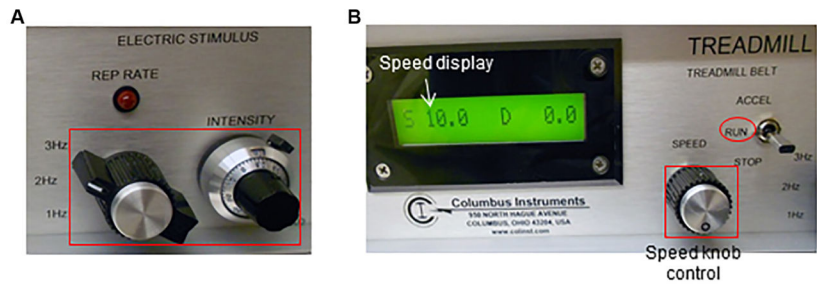 A
ELECTRIC STIMULUS
REP RATE
INTENSITY
3Hz
2Hz
1Hz
B
TREADMILL
TREADMILL BELT
Speed display
S 10.0 D 0.0
ACCEL
RUN
SPEED
STOP
3Hz
2Hz
1Hz
Columbus Instruments
950 NORTH HAGUE AVENUE
COLUMBUS, OHIO 43204, USA
www.colinst.com
Speed knob
control